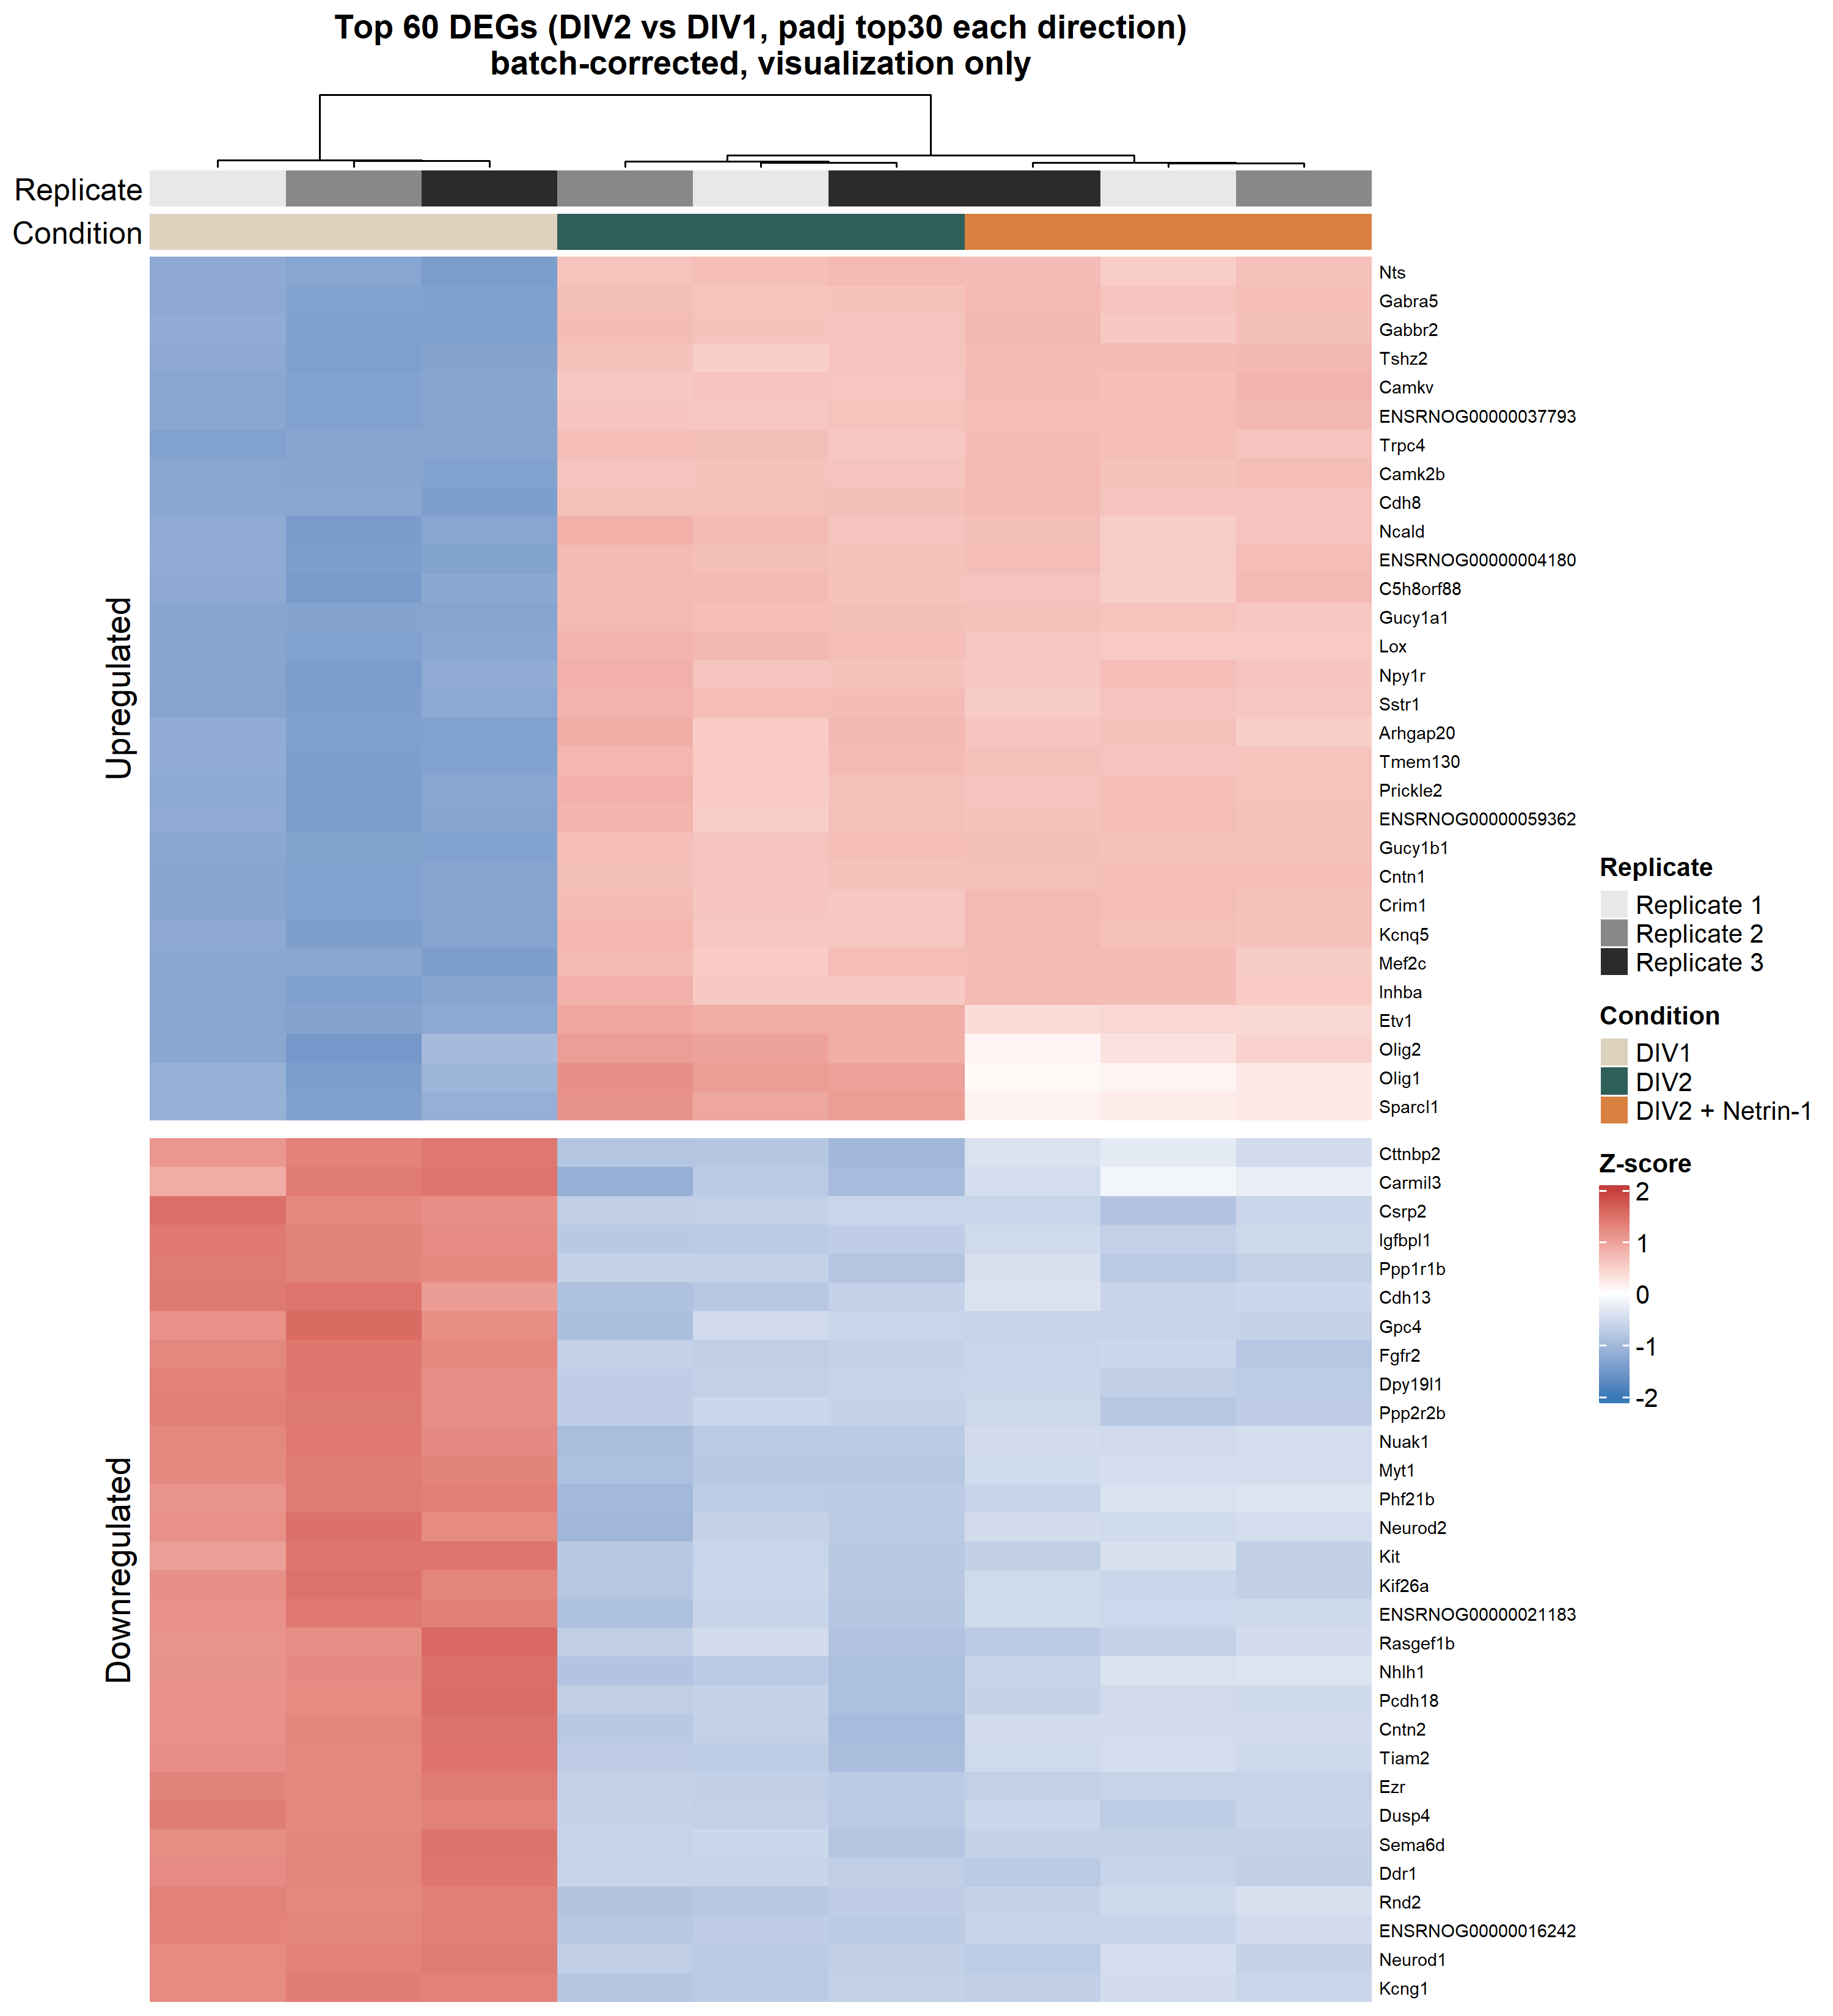 Top 60 DEGs (DIV2 vs DIV1, padj top30 each direction)
batch-corrected, visualization only
Replicate
Condition
Upregulated
Nts
Gabra5
Gabbr2
Tshz2
Camkv
ENSRNOG00000037793
Trpc4
Camk2b
Cdh8
Ncald
ENSRNOG00000004180
C5h8orf88
Gucy1a1
Lox
Npy1r
Sstr1
Arhgap20
Tmem130
Prickle2
ENSRNOG00000059362
Gucy1b1
Cntn1
Crim1
Kcnq5
Mef2c
Inhba
Etv1
Olig2
Olig1
Sparcl1
Downregulated
Cttnbp2
Carmil3
Csrp2
Igfbpl1
Ppp1r1b
Cdh13
Gpc4
Fgfr2
Dpy19l1
Ppp2r2b
Nuak1
Myt1
Phf21b
Neurod2
Kit
Kif26a
ENSRNOG00000021183
Rasgef1b
Nhlh1
Pcdh18
Cntn2
Tiam2
Ezr
Dusp4
Sema6d
Ddr1
Rnd2
ENSRNOG00000016242
Neurod1
Kcng1
Replicate
Replicate 1
Replicate 2
Replicate 3
Condition
DIV1
DIV2
DIV2 + Netrin-1
Z-score
2
1
0
-1
-2